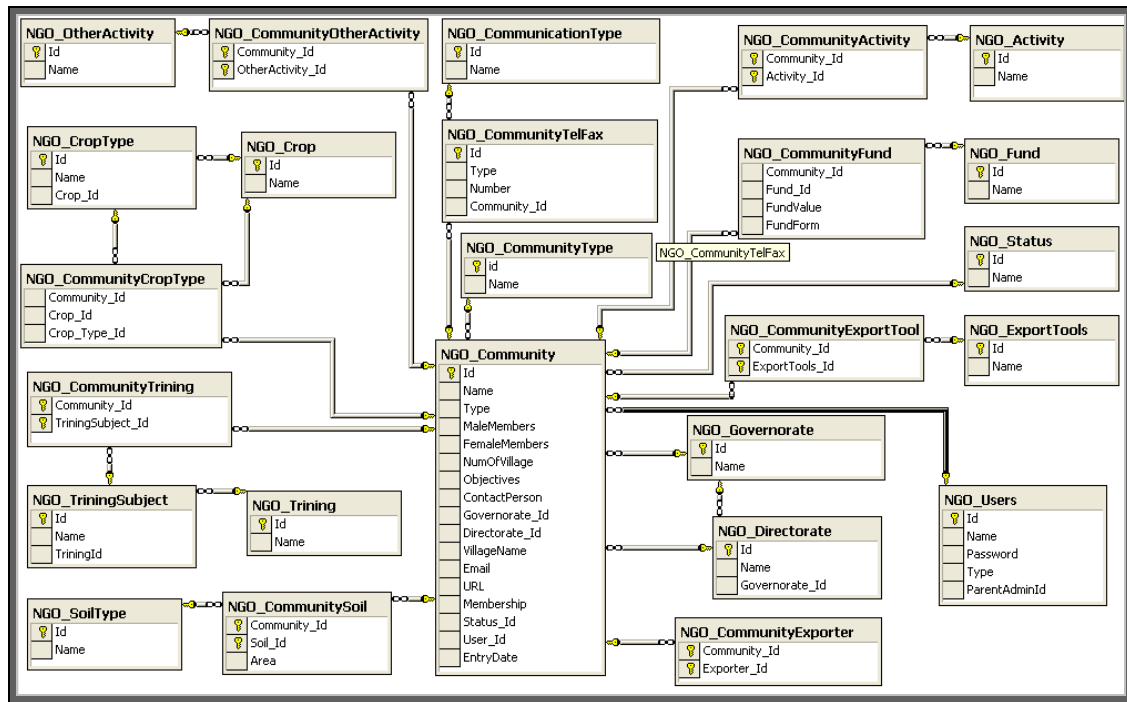 NGO_OtherActivity
Id
Name
NGO_CommunityOtherActivity
Community_Id
OtherActivity_Id
NGO_CommunicationType
Id
Name
NGO_CommunityActivity
Community_Id
Activity_Id
NGO_Activity
Id
Name
NGO_CropType
Id
Name
Crop_Id
NGO_Crop
Id
Name
NGO_CommunityTelFax
Id
Type
Number
Community_Id
NGO_CommunityFund
Community_Id
Fund_Id
FundValue
FundForm
NGO_Fund
Id
Name
NGO_CommunityTelFax
NGO_CommunityType
id
Name
NGO_Status
Id
Name
NGO_CommunityCropType
Community_Id
Crop_Id
Crop_Type_Id
NGO_CommunityExportTool
Community_Id
ExportTools_Id
NGO_ExportTools
Id
Name
NGO_Community
Id
Name
Type
MaleMembers
FemaleMembers
NumOfVillage
Objectives
ContactPerson
Governorate_Id
Directorate_Id
VillageName
Email
URL
Membership
Status_Id
User_Id
EntryDate
NGO_CommunityTrining
Community_Id
TriningSubject_Id
NGO_Governorate
Id
Name
NGO_TriningSubject
Id
Name
TriningId
NGO_Trining
Id
Name
NGO_Directorate
Id
Name
Governorate_Id
NGO_Users
Id
Name
Password
Type
ParentAdminId
NGO_SoilType
Id
Name
NGO_CommunitySoil
Community_Id
Soil_Id
Area
NGO_CommunityExporter
Community_Id
Exporter_Id